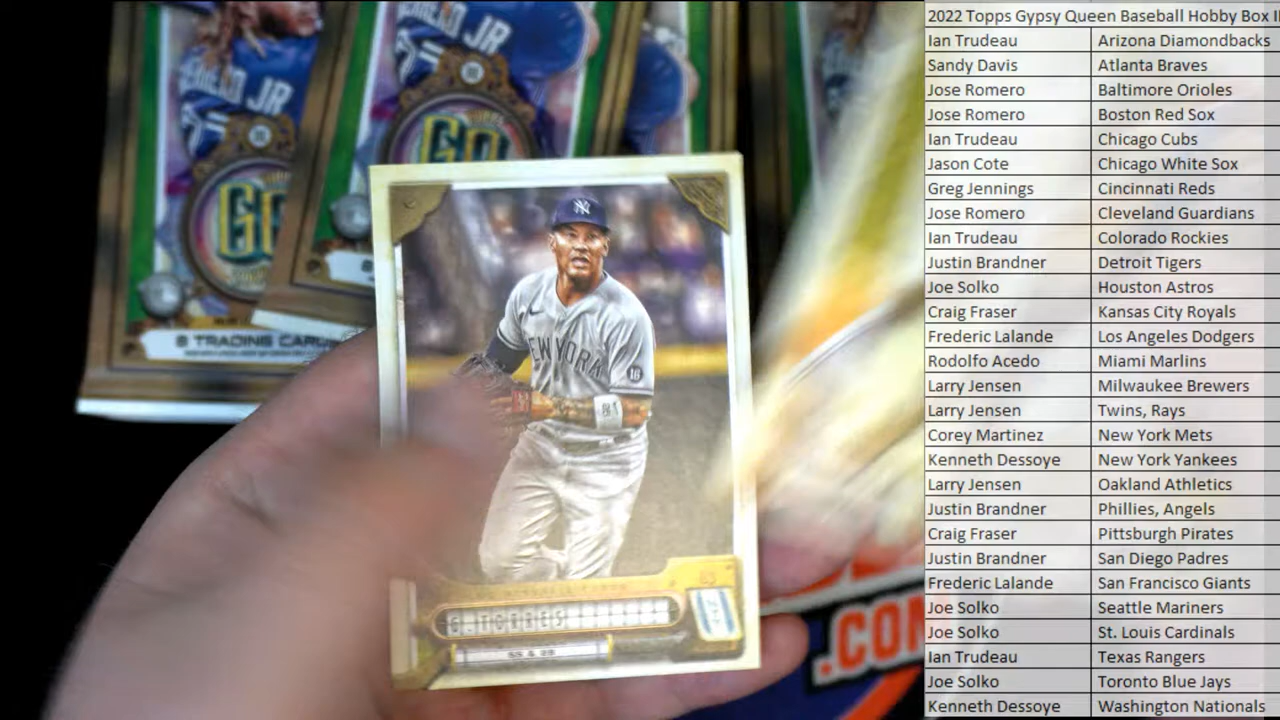 JR
JR
GQ
GQ
8 TRADING CARDS
NY
NEW YORK
16
G. TORRES
SS & 2B
.COM
2022 Topps Gypsy Queen Baseball Hobby Box
Ian Trudeau Arizona Diamondbacks
Sandy Davis Atlanta Braves
Jose Romero Baltimore Orioles
Jose Romero Boston Red Sox
Ian Trudeau Chicago Cubs
Jason Cote Chicago White Sox
Greg Jennings Cincinnati Reds
Jose Romero Cleveland Guardians
Ian Trudeau Colorado Rockies
Justin Brandner Detroit Tigers
Joe Solko Houston Astros
Craig Fraser Kansas City Royals
Frederic Lalande Los Angeles Dodgers
Rodolfo Acedo Miami Marlins
Larry Jensen Milwaukee Brewers
Larry Jensen Twins, Rays
Corey Martinez New York Mets
Kenneth Dessoye New York Yankees
Larry Jensen Oakland Athletics
Justin Brandner Phillies, Angels
Craig Fraser Pittsburgh Pirates
Justin Brandner San Diego Padres
Frederic Lalande San Francisco Giants
Joe Solko Seattle Mariners
Joe Solko St. Louis Cardinals
Ian Trudeau Texas Rangers
Joe Solko Toronto Blue Jays
Kenneth Dessoye Washington Nationals